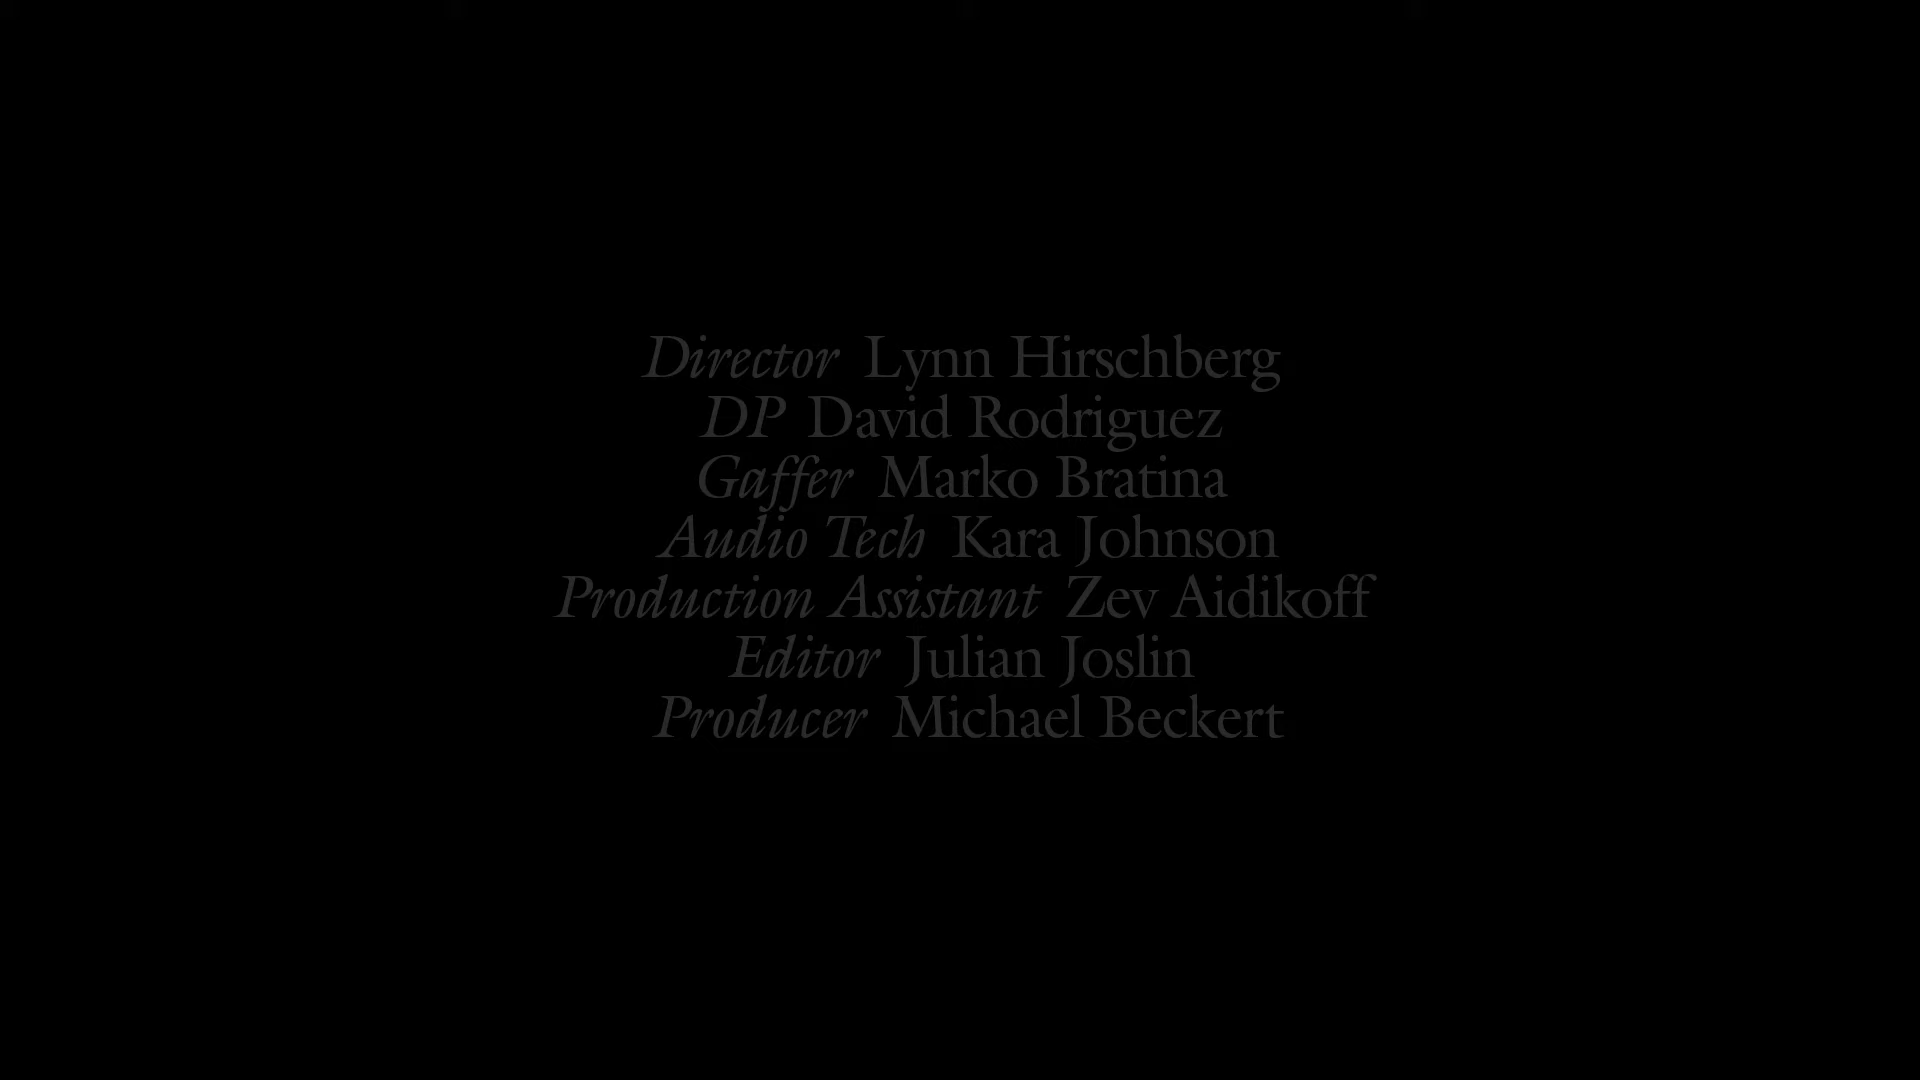 Director Lynn Hirschberg
DP David Rodriguez
Gaffer Marko Bratina
Audio Tech Kara Johnson
Production Assistant Zev Aidikoff
Editor Julian Joslin
Producer Michael Beckert